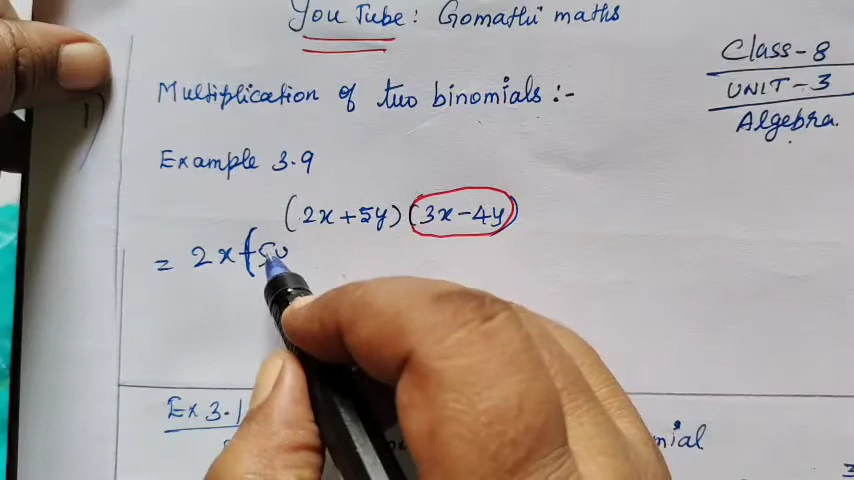 You Tube: Gomathi maths
Class-8
UNIT-3
Algebra.
Multiplication of two binomials :-
Example 3.9
(2x+5y)(3x-4y)
= 2x
Ex 3.1